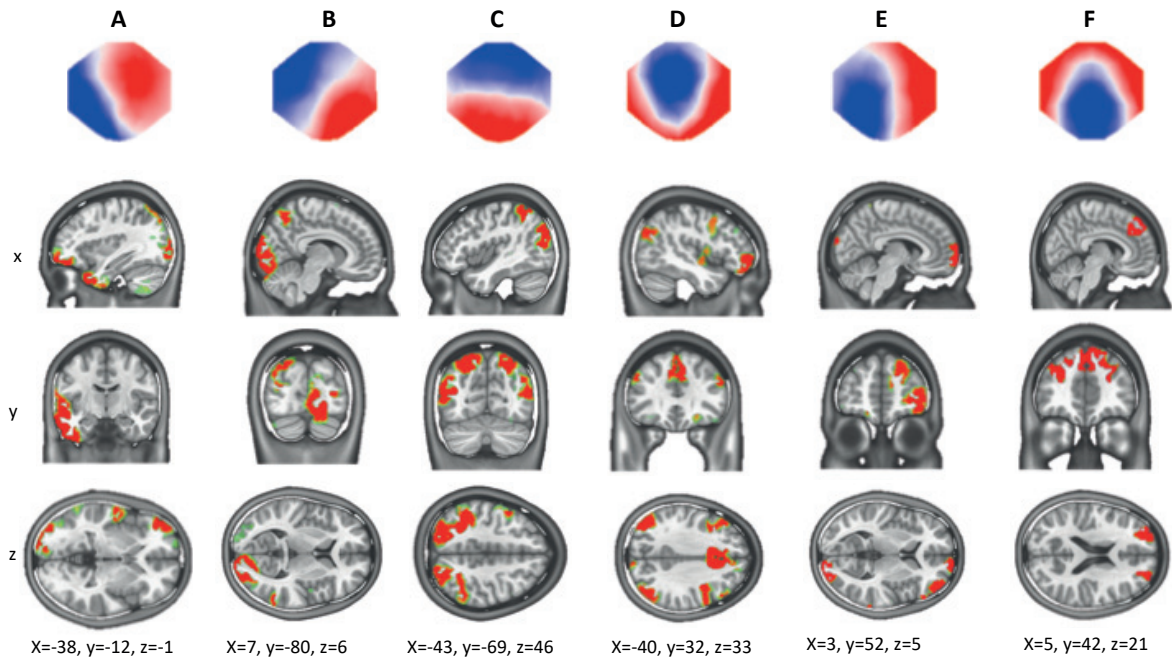 A B C D E F
x
y
z
X=-38, y=-12, z=-1 X=7, y=-80, z=6 X=-43, y=-69, z=46 X=-40, y=32, z=33 X=3, y=52, z=5 X=5, y=42, z=21